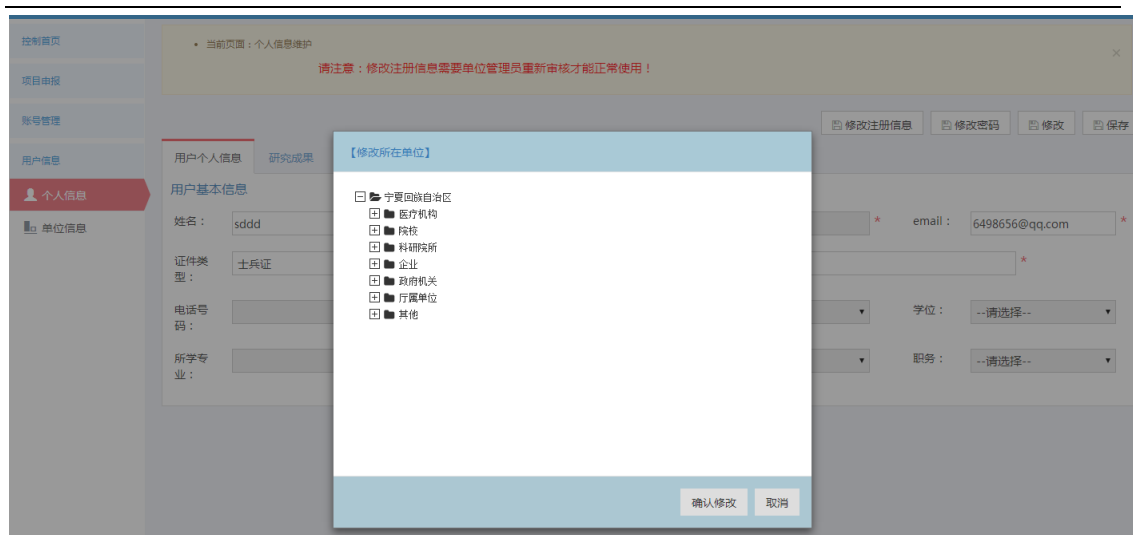 控制首页
当前页面：个人信息维护
×
请注意：修改注册信息需要单位管理员重新审核才能正常使用！
项目申报
账号管理
修改注册信息 修改密码 修改 保存
用户信息
用户个人信息 研究成果
【修改所在单位】
个人信息
用户基本信息
宁夏回族自治区
医疗机构
单位信息
姓名： sddd * email： 6498656@qq.com *
院校
科研院所
证件类型： 士兵证 *
企业
政府机关
厅属单位
电话号码： 学位： --请选择--
其他
所学专业： 职务： --请选择--
确认修改 取消